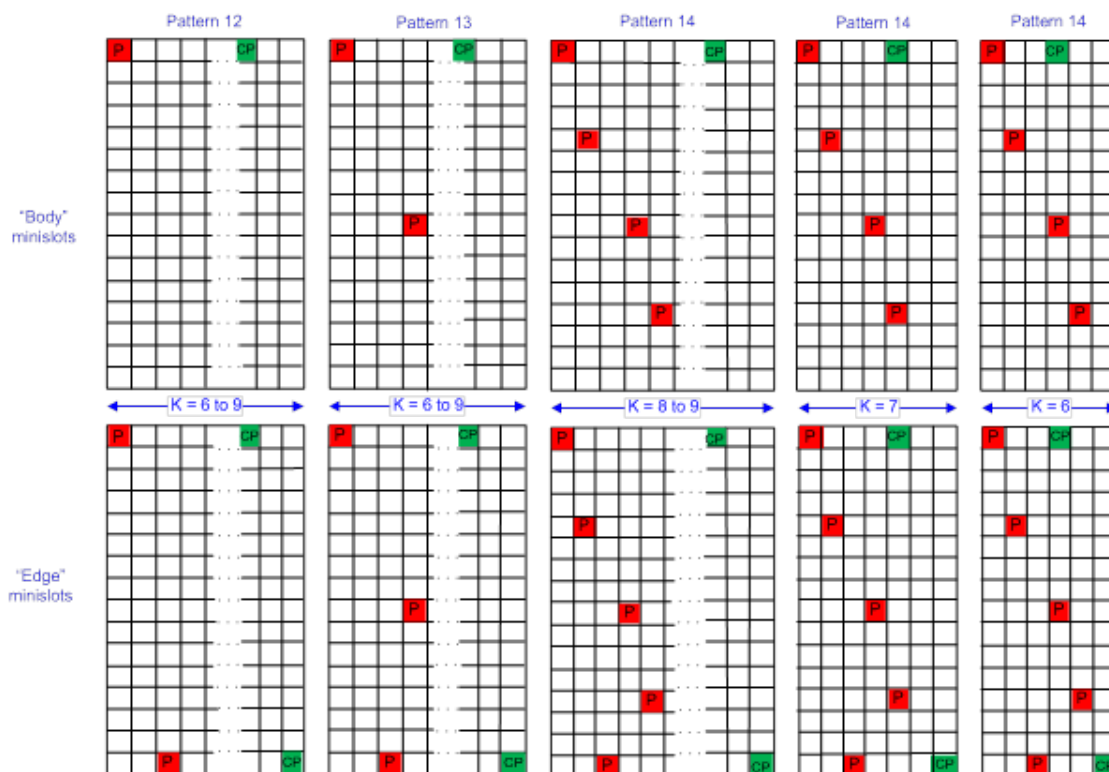 Pattern 12 Pattern 13 Pattern 14 Pattern 14 Pattern 14
P CP P CP P CP P CP P CP
P P P
"Body"
minislots
P P P P
P P P
K = 6 to 9 K = 6 to 9 K = 8 to 9 K = 7 K = 6
P CP P CP P CP P CP P CP
P P P
"Edge"
minislots
P P P P
P P P
P CP P CP P CP P CP P CP